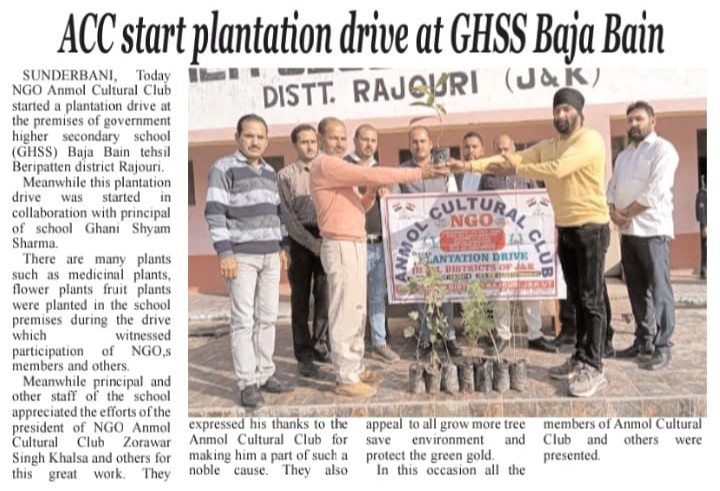 ACC start plantation drive at GHSS Baja Bain
SUNDERBANI, Today
NGO Anmol Cultural Club
started a plantation drive at
the premises of government
higher secondary school
(GHSS) Baja Bain tehsil
Beripatten district Rajouri.
Meanwhile this plantation
drive was started in
collaboration with principal
of school Ghani Shyam
Sharma.
There are many plants
such as medicinal plants,
flower plants fruit plants
were planted in the school
premises during the drive
which witnessed
participation of NGO,s
members and others.
Meanwhile principal and
other staff of the school
appreciated the efforts of the
president of NGO Anmol
Cultural Club Zorawar
Singh Khalsa and others for
this great work. They
DISTT. RAJOURI (J&K)
ANMOL CULTURAL CLUB
NGO
PLANTATION DRIVE
IN ALL DISTRICTS OF J&K
expressed his thanks to the
Anmol Cultural Club for
making him a part of such a
noble cause. They also
appeal to all grow more tree
save environment and
protect the green gold.
In this occasion all the
members of Anmol Cultural
Club and others were
presented.